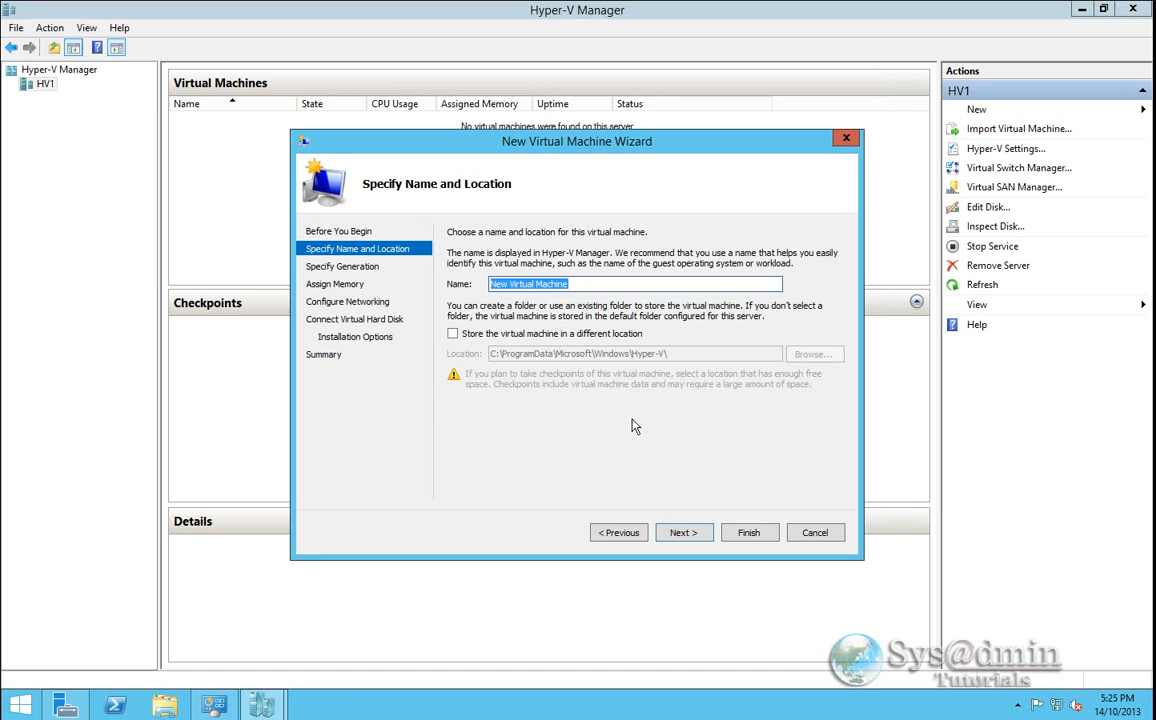 Hyper-V Manager
File Action View Help
Hyper-V Manager
HV1
Virtual Machines
Name State CPU Usage Assigned Memory Uptime Status
No virtual machines were found on this server.
New Virtual Machine Wizard
Specify Name and Location
Before You Begin
Specify Name and Location
Specify Generation
Assign Memory
Configure Networking
Connect Virtual Hard Disk
Installation Options
Summary
Choose a name and location for this virtual machine.
The name is displayed in Hyper-V Manager. We recommend that you use a name that helps you easily
identify this virtual machine, such as the name of the guest operating system or workload.
Name: New Virtual Machine
You can create a folder or use an existing folder to store the virtual machine. If you don't select a
folder, the virtual machine is stored in the default folder configured for this server.
Store the virtual machine in a different location
Location: C:\ProgramData\Microsoft\Windows\Hyper-V\ Browse...
If you plan to take checkpoints of this virtual machine, select a location that has enough free
space. Checkpoints include virtual machine data and may require a large amount of space.
< Previous Next > Finish Cancel
Checkpoints
Details
Actions
HV1
New
Import Virtual Machine...
Hyper-V Settings...
Virtual Switch Manager...
Virtual SAN Manager...
Edit Disk...
Inspect Disk...
Stop Service
Remove Server
Refresh
View
Help
Sys@dmin
Tutorials
5:25 PM
14/10/2013